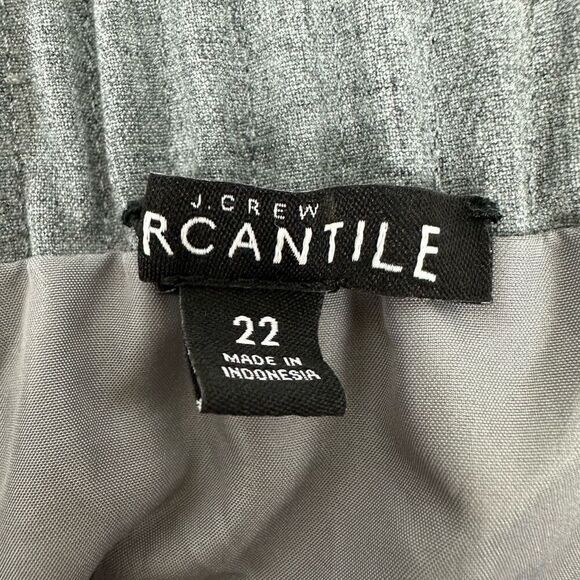 J.CREW
RCANTILE
22
MADE IN
INDONESIA